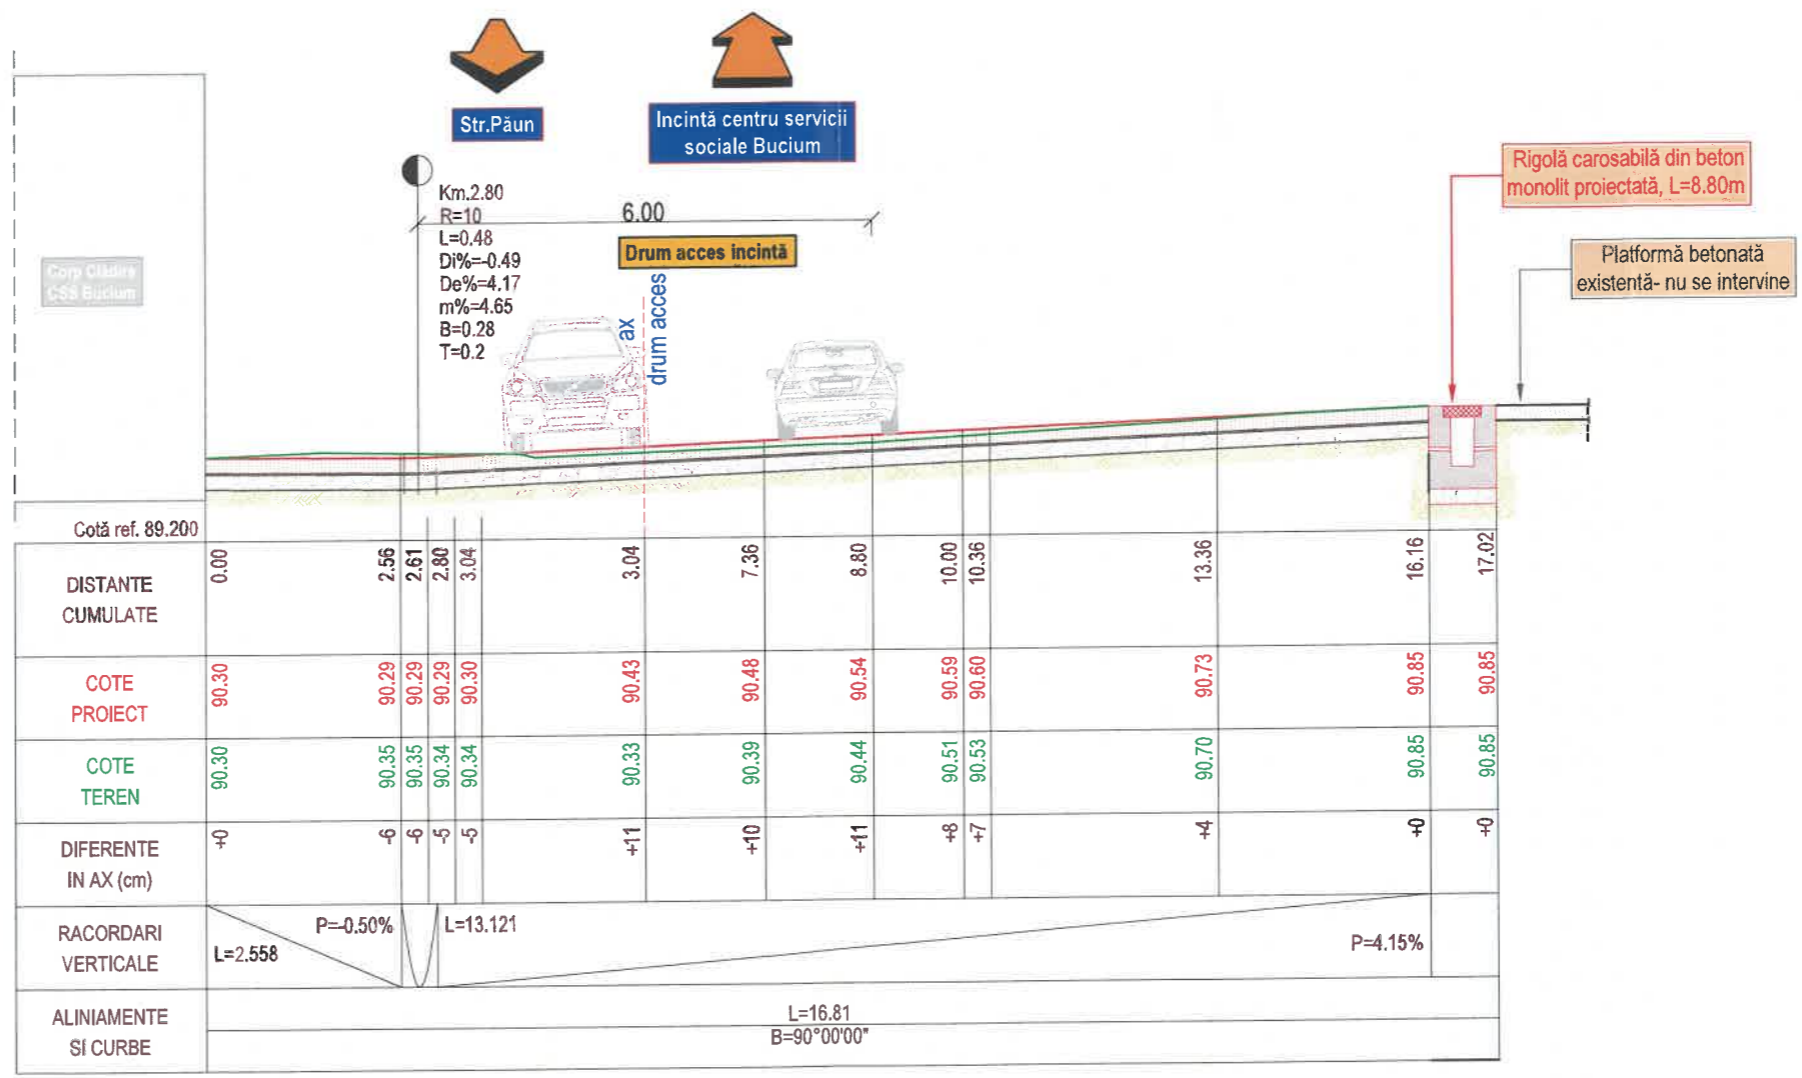 Str.Păun
Incintă centru servicii
sociale Bucium
Rigolă carosabilă din beton
monolit proiectată, L=8.80m
Platformă betonată
existentă- nu se intervine
Km.2.80
R=10
L=0.48
Di%=-0.49
De%=4.17
m%=4.65
B=0.28
T=0.2
6.00
Drum acces incintă
ax
drum acces
Corp Clădire
CSS Bucium
Cotă ref. 89.200
DISTANTE
CUMULATE
0.00 2.56 2.61 2.80 3.04 3.04 7.36 8.80 10.00 10.36 13.36 16.16 17.02
COTE
PROIECT
90.30 90.29 90.29 90.29 90.30 90.43 90.48 90.54 90.59 90.60 90.73 90.85 90.85
COTE
TEREN
90.30 90.35 90.35 90.34 90.34 90.33 90.39 90.44 90.51 90.53 90.70 90.85 90.85
DIFERENTE
IN AX (cm)
+0 -6 -6 -5 -5 +11 +10 +11 +8 +7 +4 +0 +0
RACORDARI
VERTICALE
L=2.558
P=-0.50%
L=13.121
P=4.15%
ALINIAMENTE
SI CURBE
L=16.81
B=90°00'00"